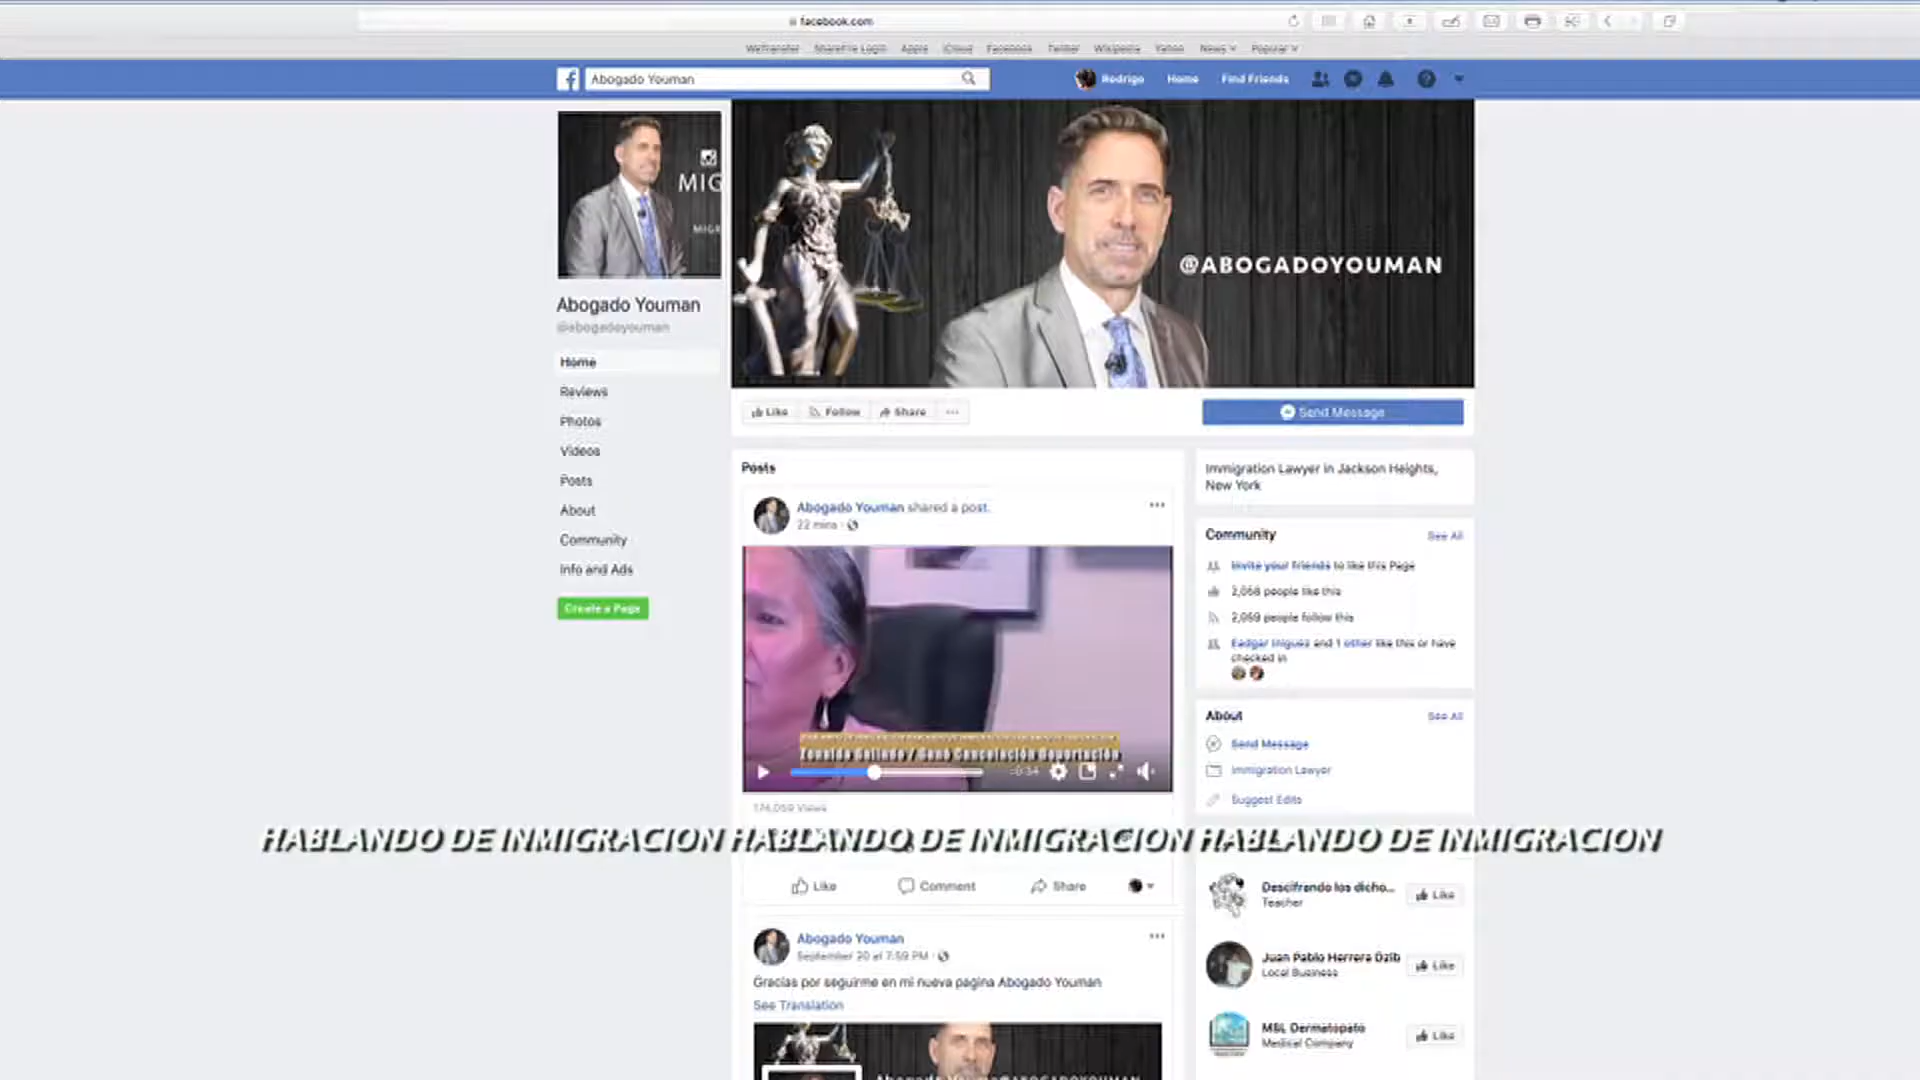 facebook.com
WeTransfer ShareFile Login Apple iCloud Facebook Twitter Wikipedia Yahoo News Popular
Abogado Youman
Rodrigo Home Find Friends
MIG
MIGR
@ABOGADOYOUMAN
Abogado Youman
@abogadoyouman
Home
Reviews
Photos
Videos
Posts
About
Community
Info and Ads
Create a Page
Like Follow Share
Send Message
Posts
Abogado Youman shared a post.
22 mins
Cancelación Deportación
174,059 Views
Like Comment Share
Abogado Youman
September 20 at 7:59 PM
Gracias por seguirme en mi nueva pagina Abogado Youman
See Translation
Immigration Lawyer in Jackson Heights,
New York
Community See All
Invite your friends to like this Page
2,058 people like this
2,059 people follow this
and 1 other like this or have
checked in
About See All
Send Message
Immigration Lawyer
Suggest Edits
HABLANDO DE INMIGRACION HABLANDO DE INMIGRACION HABLANDO DE INMIGRACION
Descifrando los dicho... Like
Teacher
Juan Pablo Herrera Dzib Like
Local Business
MSL Dermatopato Like
Medical Company